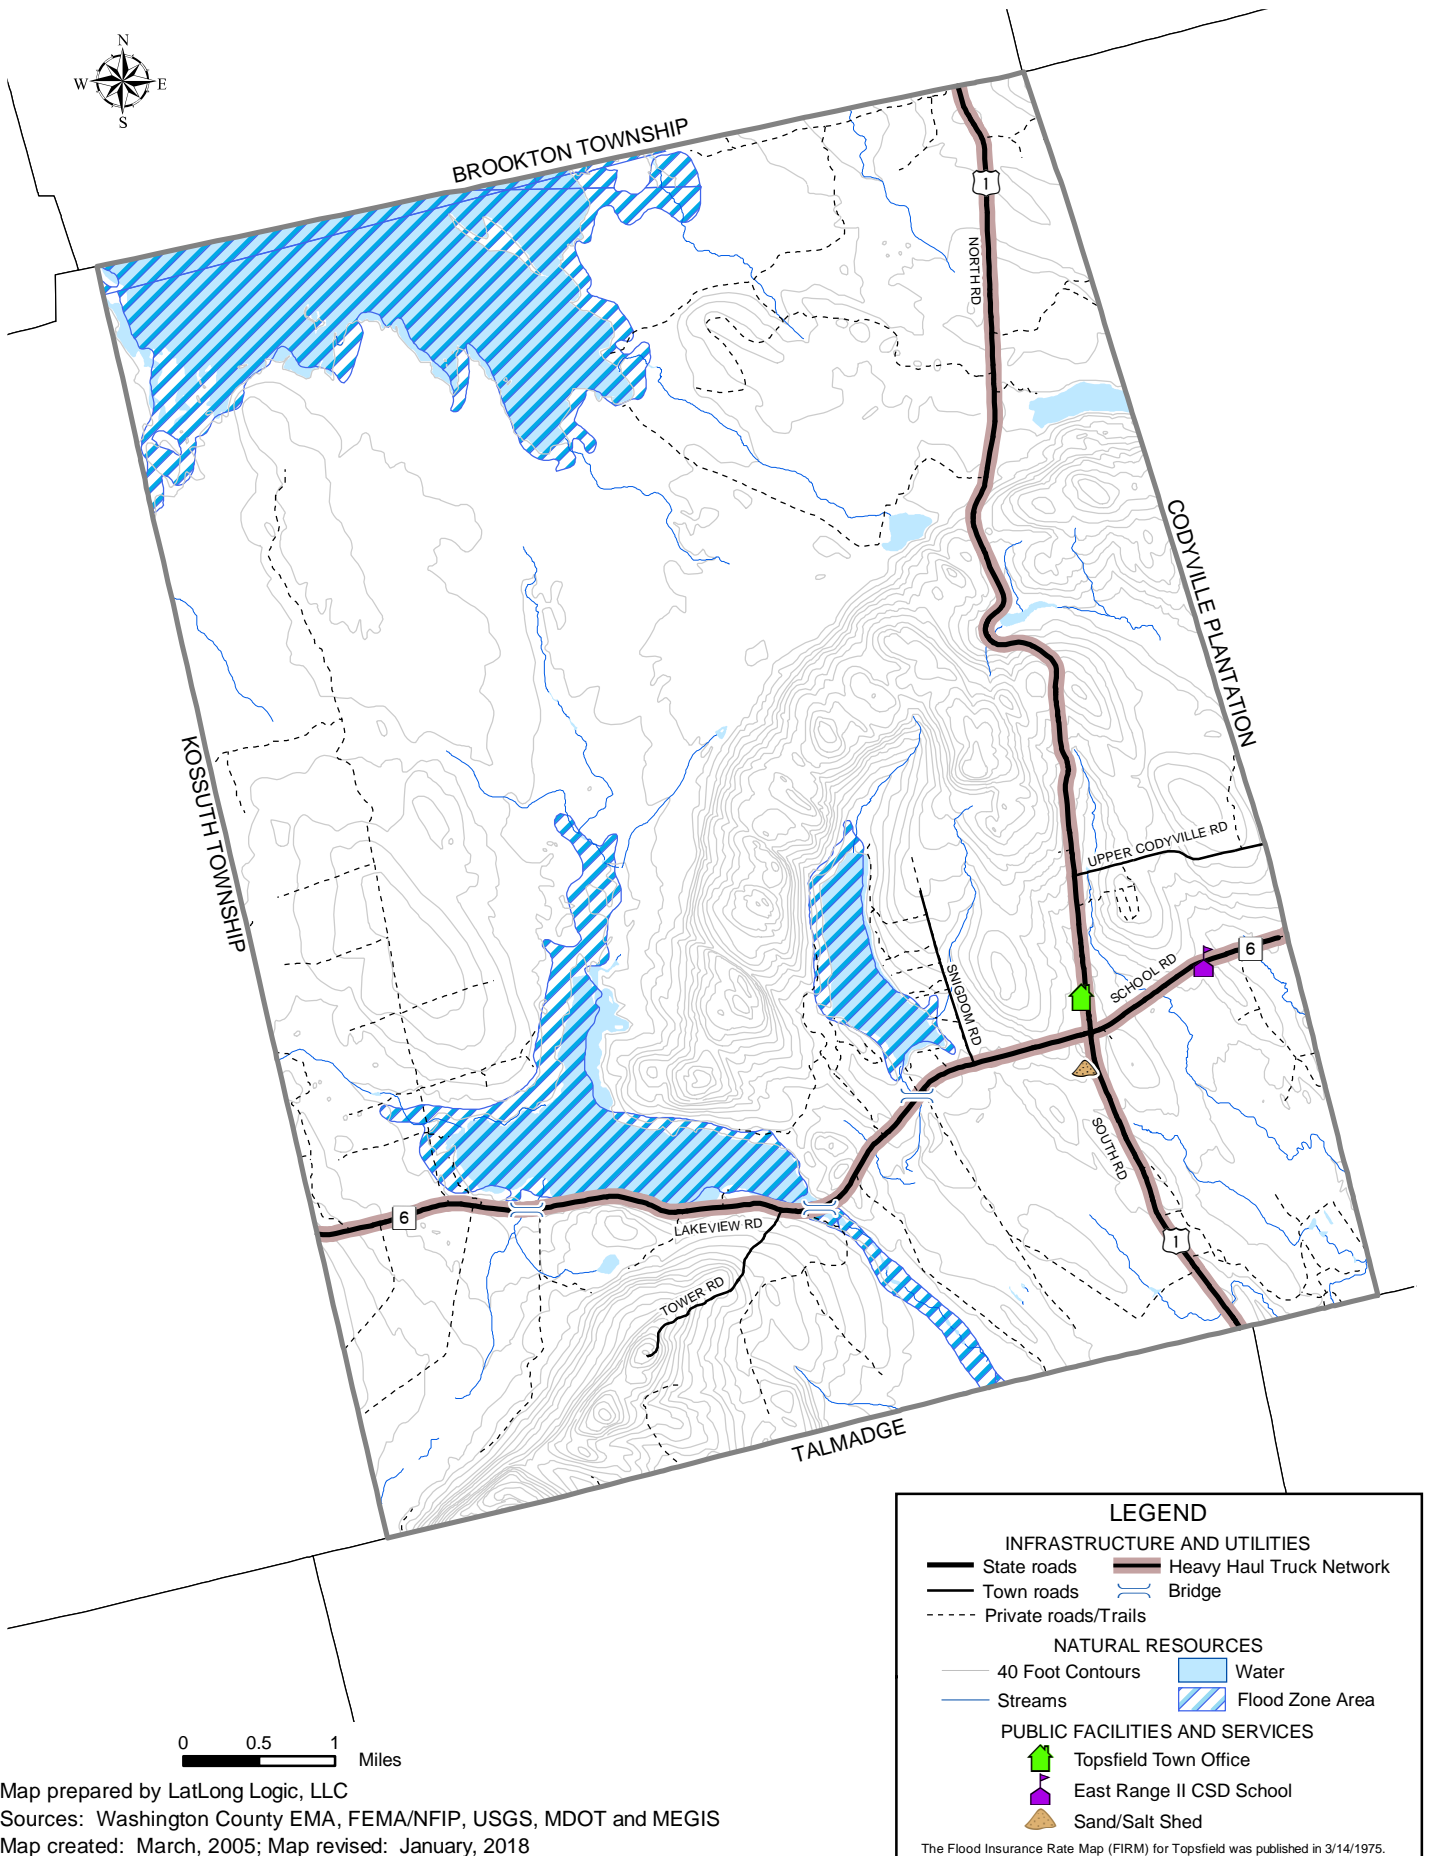 N
W E
S
BROOKTON TOWNSHIP
1
NORTH RD
CODYVILLE PLANTATION
KOSSUTH TOWNSHIP
UPPER CODYVILLE RD
SCHOOL RD
6
SNIGDOM RD
SOUTH RD
6
LAKEVIEW RD
1
TOWER RD
TALMADGE
LEGEND
INFRASTRUCTURE AND UTILITIES
State roads Heavy Haul Truck Network
Town roads Bridge
Private roads/Trails
NATURAL RESOURCES
40 Foot Contours Water
Streams Flood Zone Area
PUBLIC FACILITIES AND SERVICES
Topsfield Town Office
East Range II CSD School
Sand/Salt Shed
The Flood Insurance Rate Map (FIRM) for Topsfield was published in 3/14/1975.
0 0.5 1
Miles
Map prepared by LatLong Logic, LLC
Sources: Washington County EMA, FEMA/NFIP, USGS, MDOT and MEGIS
Map created: March, 2005; Map revised: January, 2018